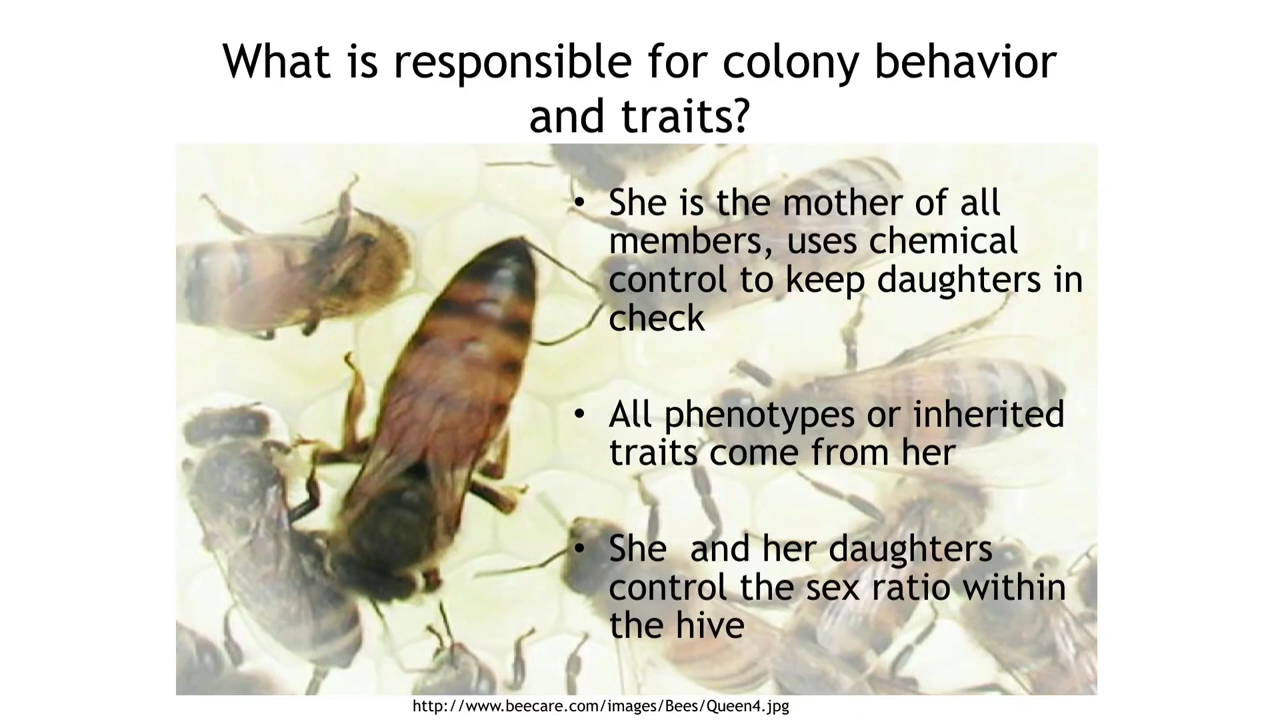 What is responsible for colony behavior
and traits?
• She is the mother of all
members, uses chemical
control to keep daughters in
check
• All phenotypes or inherited
traits come from her
• She  and her daughters
control the sex ratio within
the hive
http://www.beecare.com/images/Bees/Queen4.jpg